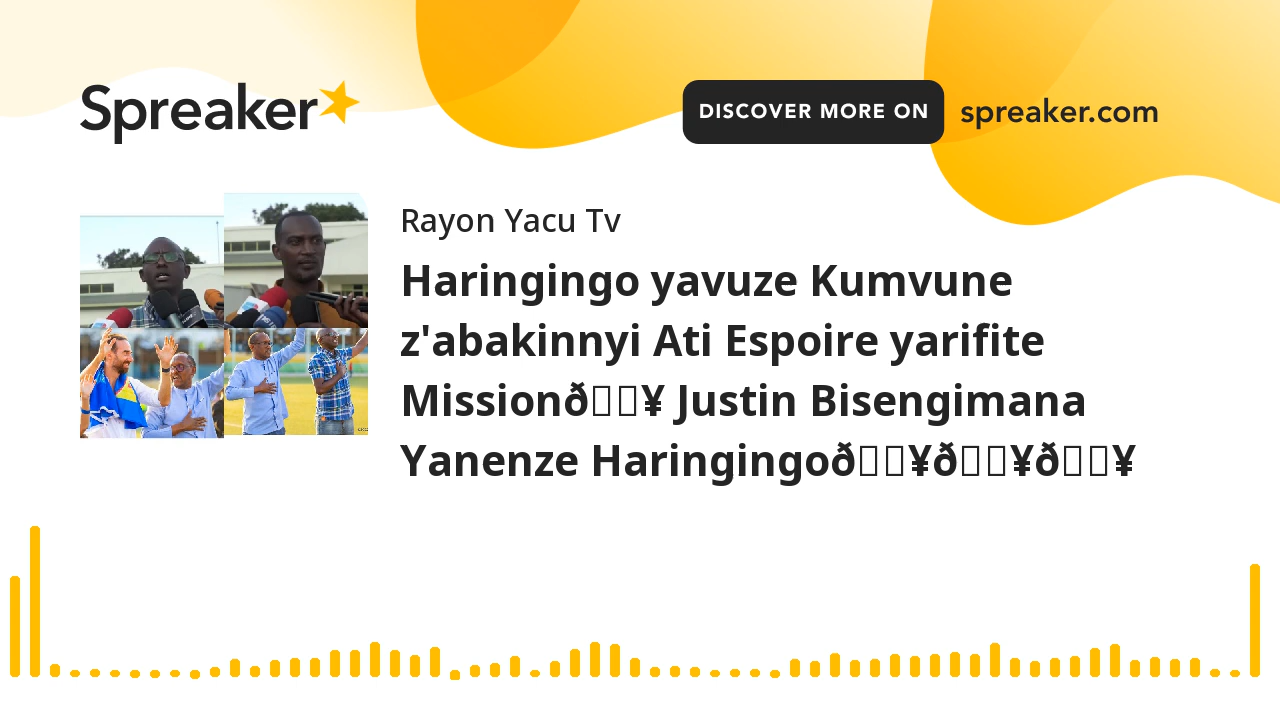 Spreaker
DISCOVER MORE ON spreaker.com
Rayon Yacu Tv
Haringingo yavuze Kumvune
z'abakinnyi Ati Espoire yarifite
Missionð▯▯¥ Justin Bisengimana
Yanenze Haringingoð▯▯¥ð▯▯¥ð▯▯¥